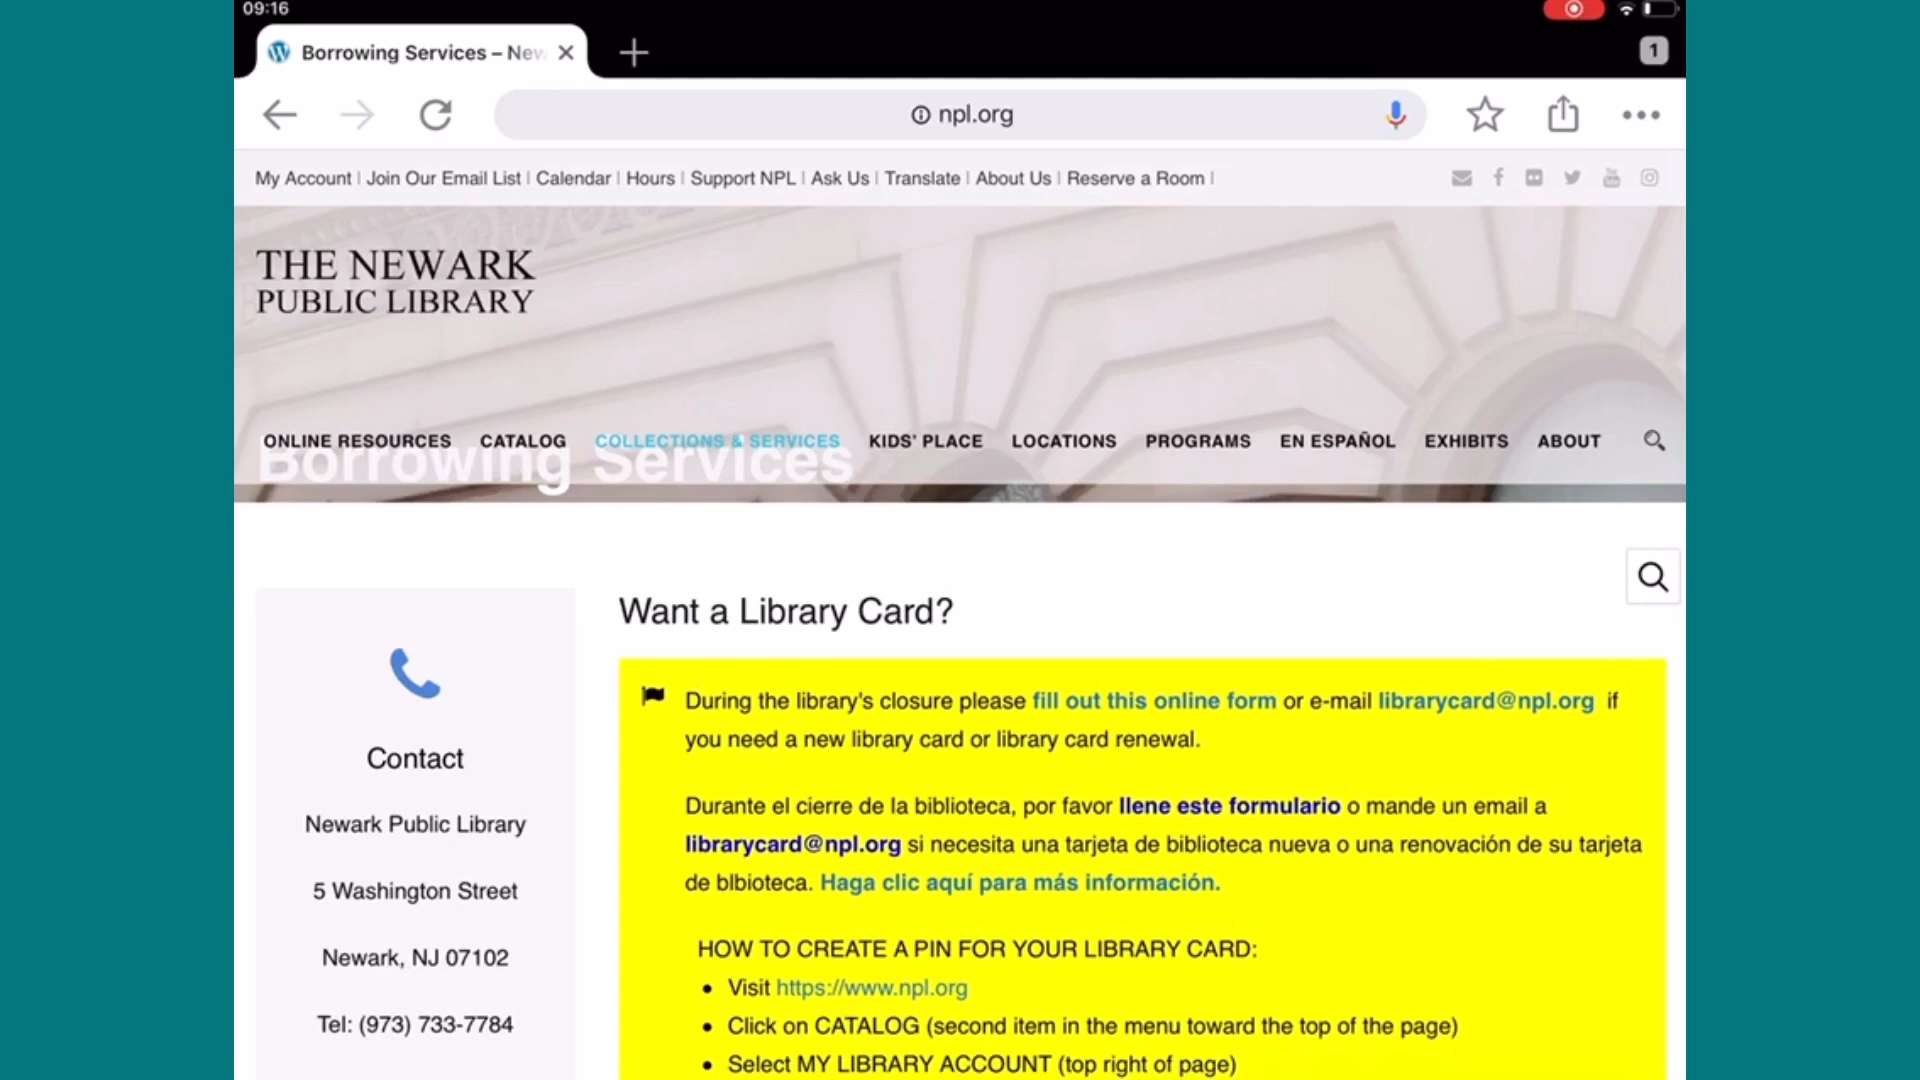 09:16
Borrowing Services – New
1
npl.org
My Account | Join Our Email List | Calendar | Hours | Support NPL | Ask Us | Translate | About Us | Reserve a Room |
THE NEWARK
PUBLIC LIBRARY
ONLINE RESOURCES CATALOG COLLECTIONS & SERVICES KIDS' PLACE LOCATIONS PROGRAMS EN ESPAÑOL EXHIBITS ABOUT
Borrowing Services
Want a Library Card?
During the library's closure please fill out this online form or e-mail librarycard@npl.org if
you need a new library card or library card renewal.
Durante el cierre de la biblioteca, por favor llene este formulario o mande un email a
librarycard@npl.org si necesita una tarjeta de biblioteca nueva o una renovación de su tarjeta
de blbioteca. Haga clic aquí para más información.
HOW TO CREATE A PIN FOR YOUR LIBRARY CARD:
• Visit https://www.npl.org
• Click on CATALOG (second item in the menu toward the top of the page)
• Select MY LIBRARY ACCOUNT (top right of page)
Contact
Newark Public Library
5 Washington Street
Newark, NJ 07102
Tel: (973) 733-7784